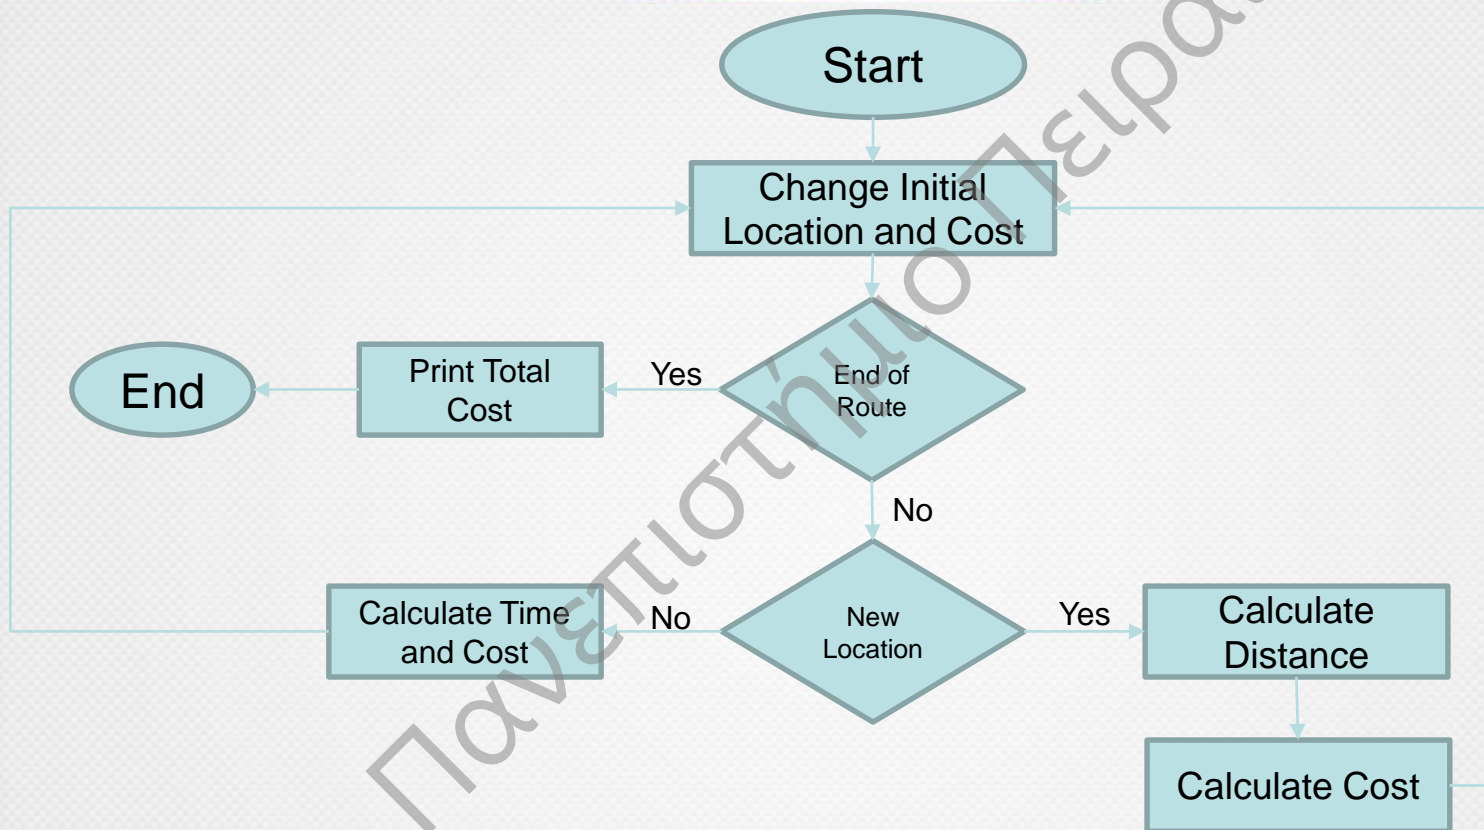 Start
Change Initial
Location and Cost
End
Print Total
Cost
Yes
End of
Route
No
Calculate Time
and Cost
No
New
Location
Yes
Calculate
Distance
Calculate Cost
Πανεπιστήμιο